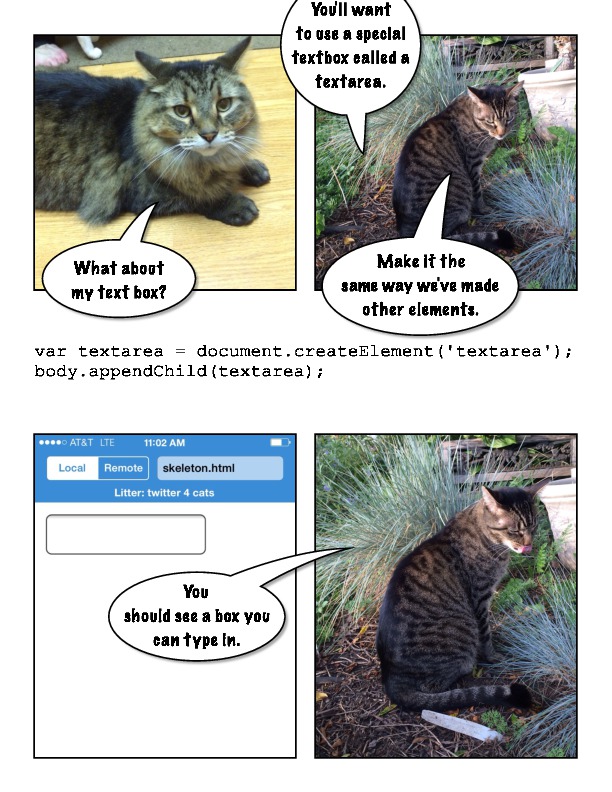 You'll want
to use a special
textbox called a
textarea.
What about
my text box?
Make it the
same way we've made
other elements.
var textarea = document.createElement('textarea');
body.appendChild(textarea);
AT&T LTE 11:02 AM
Local Remote skeleton.html
Litter: twitter 4 cats
You
should see a box you
can type in.